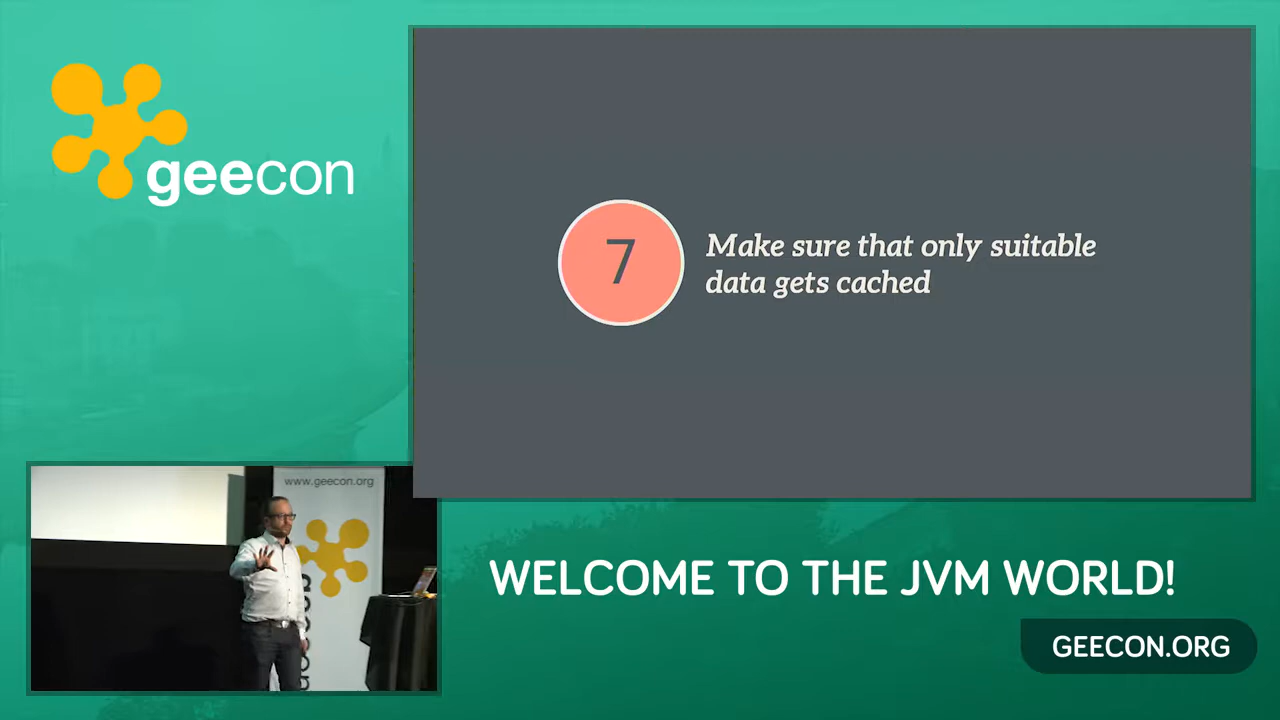 geecon
7
Make sure that only suitable
data gets cached
www.geecon.org
WELCOME TO THE JVM WORLD!
GEECON.ORG